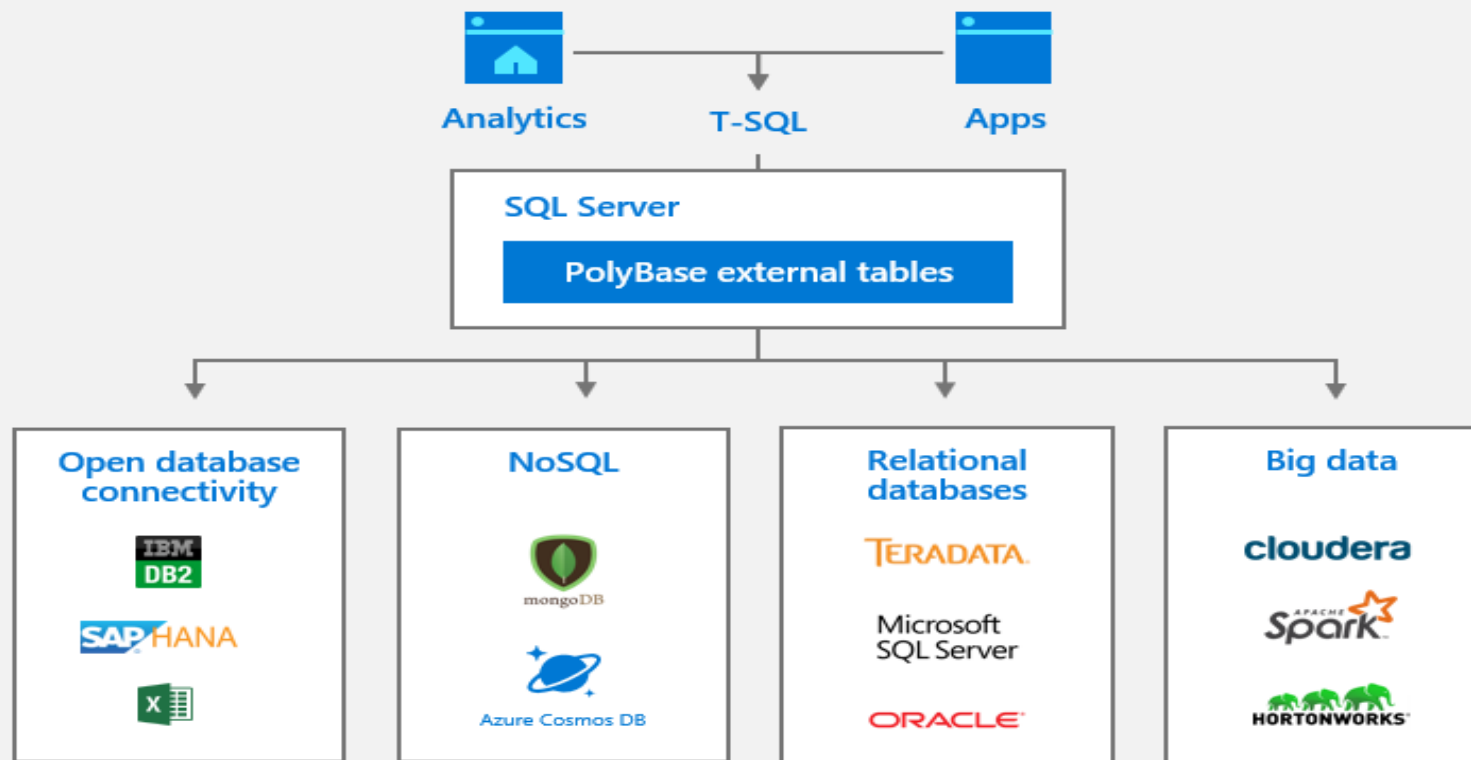 Analytics
T-SQL
Apps
SQL Server
PolyBase external tables
Open database
connectivity
IBM
DB2
SAP HANA
X
NoSQL
mongoDB
Azure Cosmos DB
Relational
databases
TERADATA.
Microsoft
SQL Server
ORACLE
Big data
cloudera
APACHE
Spark
HORTONWORKS